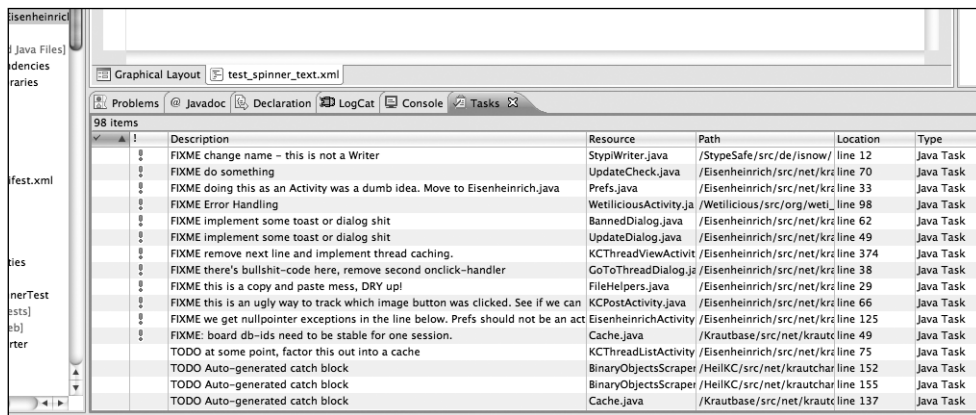 Eisenheinricl
d Java Files]
ndencies
raries
ifest.xml
ties
nerTest
ests]
eb]
rter
Graphical Layout test_spinner_text.xml
Problems @ Javadoc Declaration LogCat Console Tasks
98 items
! Description Resource Path Location Type
! FIXME change name – this is not a Writer StypiWriter.java /StypeSafe/src/de/isnow/ line 12 Java Task
! FIXME do something UpdateCheck.java /Eisenheinrich/src/net/kra line 70 Java Task
! FIXME doing this as an Activity was a dumb idea. Move to Eisenheinrich.java Prefs.java /Eisenheinrich/src/net/kra line 33 Java Task
! FIXME Error Handling WetiliciousActivity.ja /Wetilicious/src/org/weti_ line 98 Java Task
! FIXME implement some toast or dialog shit BannedDialog.java /Eisenheinrich/src/net/kra line 62 Java Task
! FIXME implement some toast or dialog shit UpdateDialog.java /Eisenheinrich/src/net/kra line 49 Java Task
! FIXME remove next line and implement thread caching. KCThreadViewActivit /Eisenheinrich/src/net/kra line 374 Java Task
! FIXME there's bullshit-code here, remove second onclick-handler GoToThreadDialog.ja /Eisenheinrich/src/net/kra line 38 Java Task
! FIXME this is a copy and paste mess, DRY up! FileHelpers.java /Eisenheinrich/src/net/kra line 29 Java Task
! FIXME this is an ugly way to track which image button was clicked. See if we can KCPostActivity.java /Eisenheinrich/src/net/kra line 66 Java Task
! FIXME we get nullpointer exceptions in the line below. Prefs should not be an act EisenheinrichActivity /Eisenheinrich/src/net/kra line 125 Java Task
! FIXME: board db-ids need to be stable for one session. Cache.java /Krautbase/src/net/krautc line 49 Java Task
TODO at some point, factor this out into a cache KCThreadListActivity /Eisenheinrich/src/net/kra line 75 Java Task
TODO Auto-generated catch block BinaryObjectsScraper /HeilKC/src/net/krautchar line 152 Java Task
TODO Auto-generated catch block BinaryObjectsScraper /HeilKC/src/net/krautchar line 155 Java Task
TODO Auto-generated catch block Cache.java /Krautbase/src/net/krautc line 137 Java Task